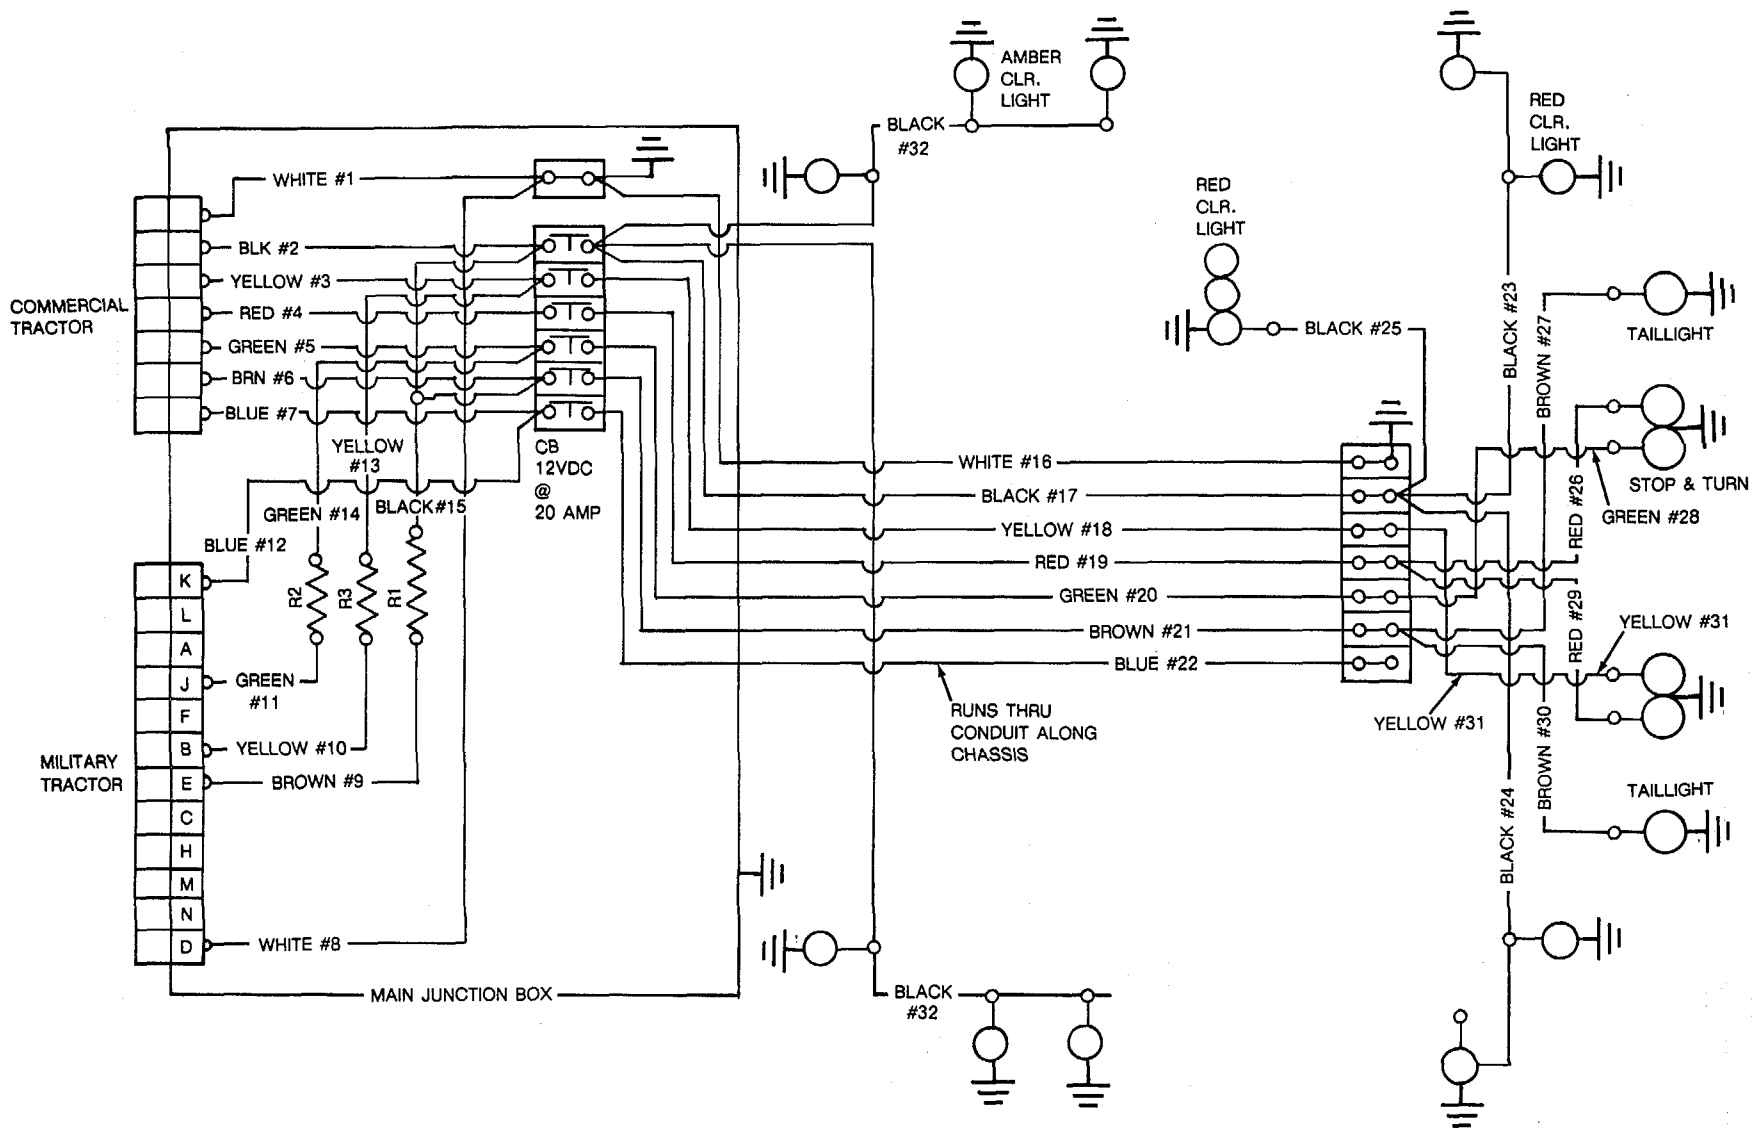 AMBER
CLR.
LIGHT
RED
CLR.
LIGHT
BLACK
#32
WHITE #1
RED
CLR.
LIGHT
BLK #2
YELLOW #3
COMMERCIAL
TRACTOR
RED #4
GREEN #5
BRN #6
BLUE #7
BLACK #25
BLACK #23
BROWN #27
TAILLIGHT
YELLOW
#13
CB
12VDC
@
20 AMP
WHITE #16
BLACK #17
YELLOW #18
RED #19
GREEN #20
BROWN #21
BLUE #22
STOP & TURN
RED #26
GREEN #28
GREEN #14
BLACK #15
BLUE #12
R2
R3
R1
K
L
A
J
F
B
E
C
H
M
N
D
GREEN
#11
YELLOW #10
BROWN #9
MILITARY
TRACTOR
RED #29
YELLOW #31
YELLOW #31
RUNS THRU
CONDUIT ALONG
CHASSIS
BROWN #30
BLACK #24
TAILLIGHT
WHITE #8
MAIN JUNCTION BOX
BLACK
#32